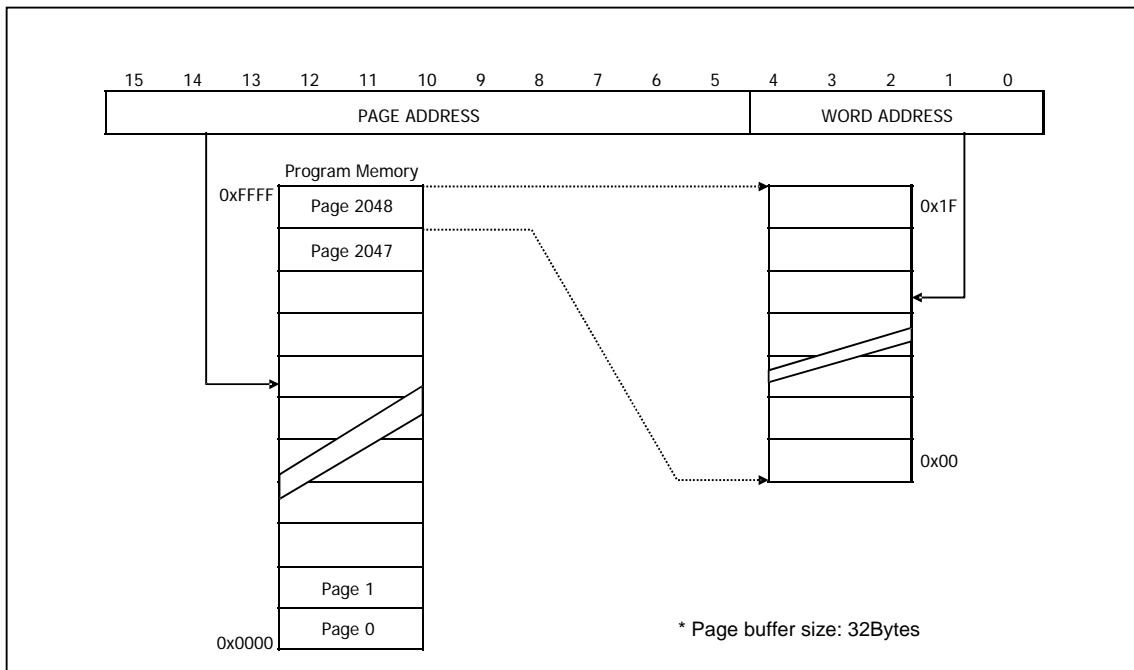 15 14 13 12 11 10 9 8 7 6 5 4 3 2 1 0
PAGE ADDRESS WORD ADDRESS
Program Memory
0xFFFF Page 2048 0x1F
Page 2047
0x00
Page 1
Page 0 * Page buffer size: 32Bytes
0x0000